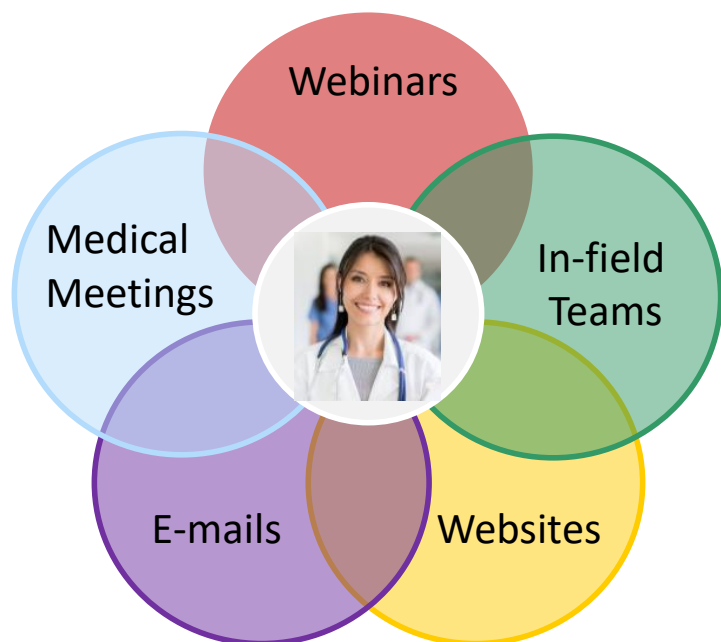 Webinars
Medical
Meetings
In-field
Teams
E-mails
Websites